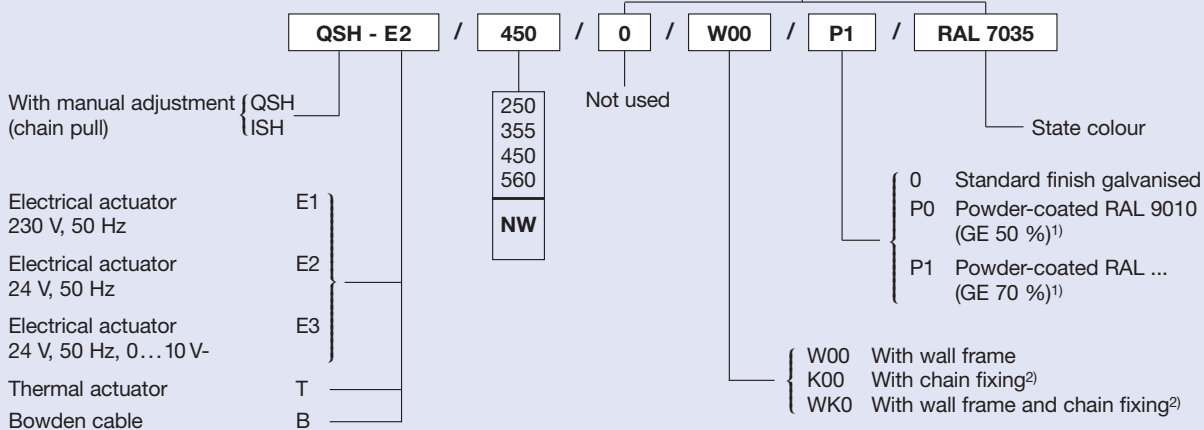 QSH - E2 / 450 / 0 / W00 / P1 / RAL 7035
With manual adjustment QSH
(chain pull) ISH
250
355
450
560
NW
Not used
State colour
Electrical actuator E1
230 V, 50 Hz
Electrical actuator E2
24 V, 50 Hz
Electrical actuator E3
24 V, 50 Hz, 0…10 V-
Thermal actuator T
Bowden cable B
0 Standard finish galvanised
P0 Powder-coated RAL 9010
(GE 50 %)1)
P1 Powder-coated RAL ...
(GE 70 %)1)
W00 With wall frame
K00 With chain fixing2)
WK0 With wall frame and chain fixing2)